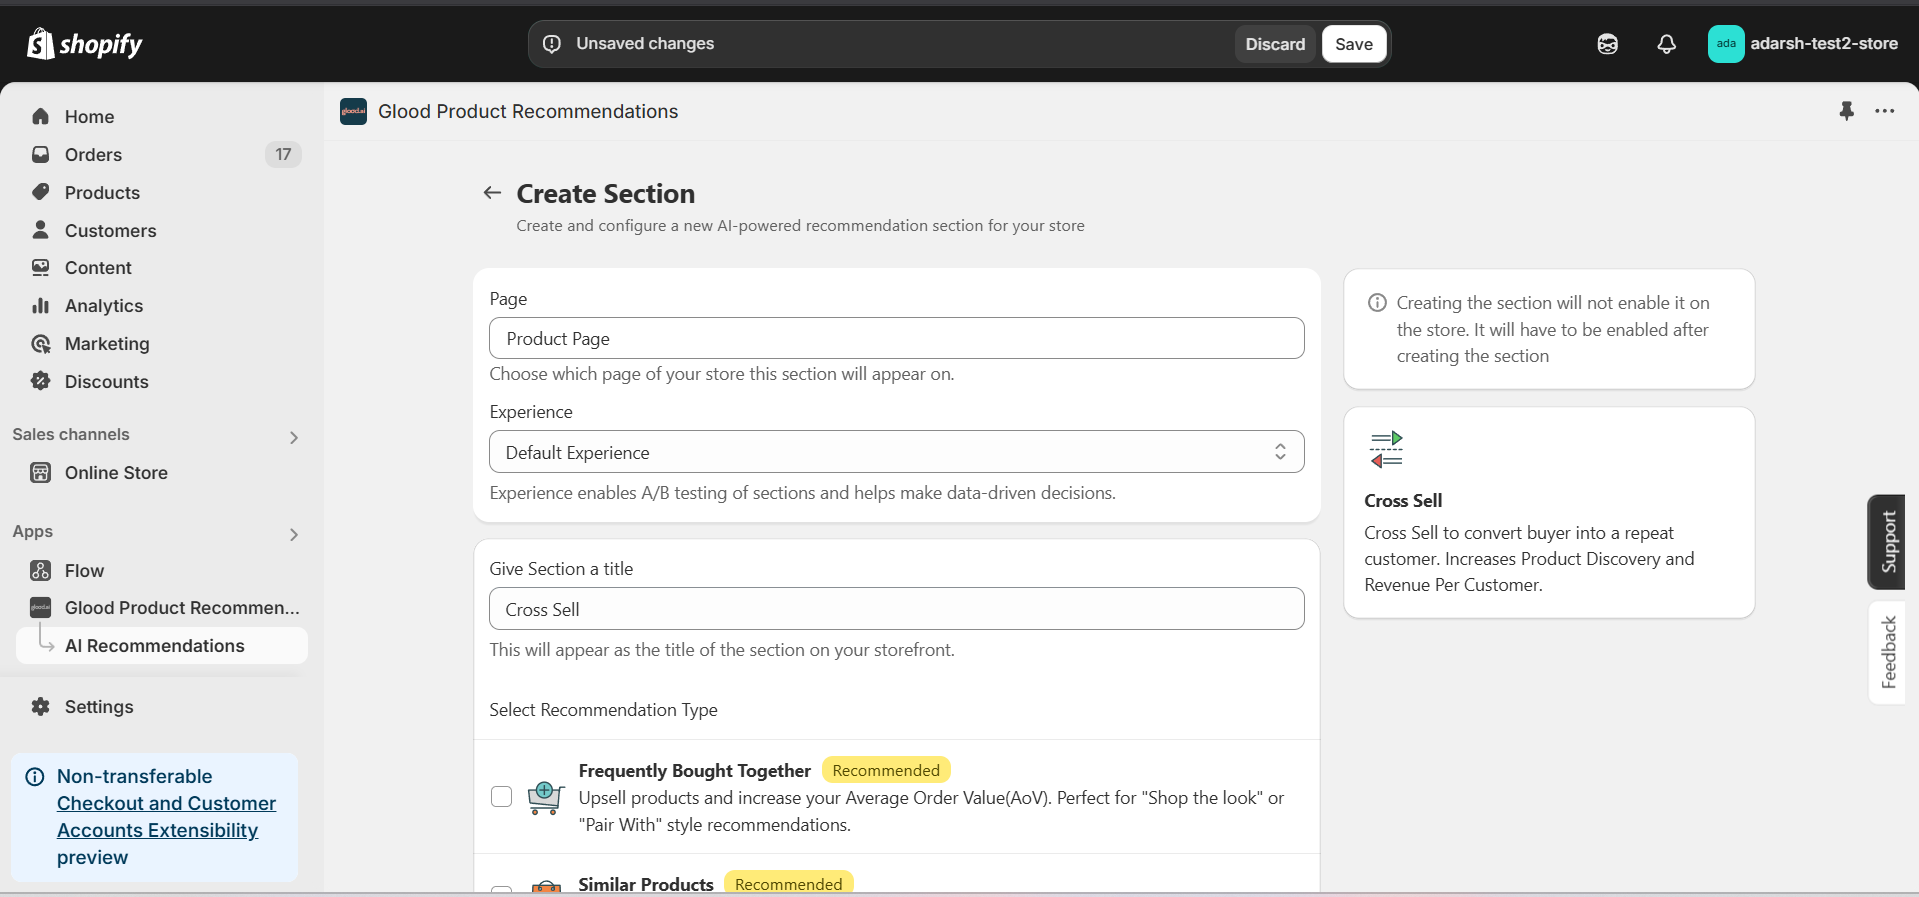 shopify
Unsaved changes
Discard
Save
ada
adarsh-test2-store
Home
Orders
17
Products
Customers
Content
Analytics
Marketing
Discounts
Sales channels
Online Store
Apps
Flow
glood.ai
Glood Product Recommen...
AI Recommendations
Settings
Non-transferable
Checkout and Customer
Accounts Extensibility
preview
glood.ai
Glood Product Recommendations
Create Section
Create and configure a new AI-powered recommendation section for your store
Page
Product Page
Choose which page of your store this section will appear on.
Experience
Default Experience
Experience enables A/B testing of sections and helps make data-driven decisions.
Give Section a title
Cross Sell
This will appear as the title of the section on your storefront.
Select Recommendation Type
Frequently Bought Together
Recommended
Upsell products and increase your Average Order Value(AoV). Perfect for "Shop the look" or
"Pair With" style recommendations.
Similar Products
Recommended
Creating the section will not enable it on
the store. It will have to be enabled after
creating the section
Cross Sell
Cross Sell to convert buyer into a repeat
customer. Increases Product Discovery and
Revenue Per Customer.
Support
Feedback